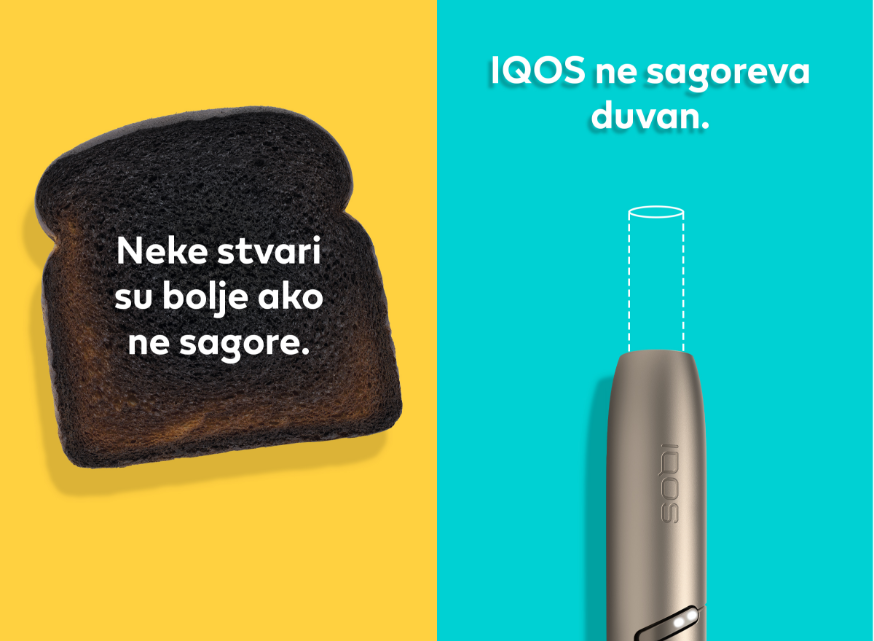 Neke stvari
su bolje ako
ne sagore.
IQOS ne sagoreva
duvan.
IQOS